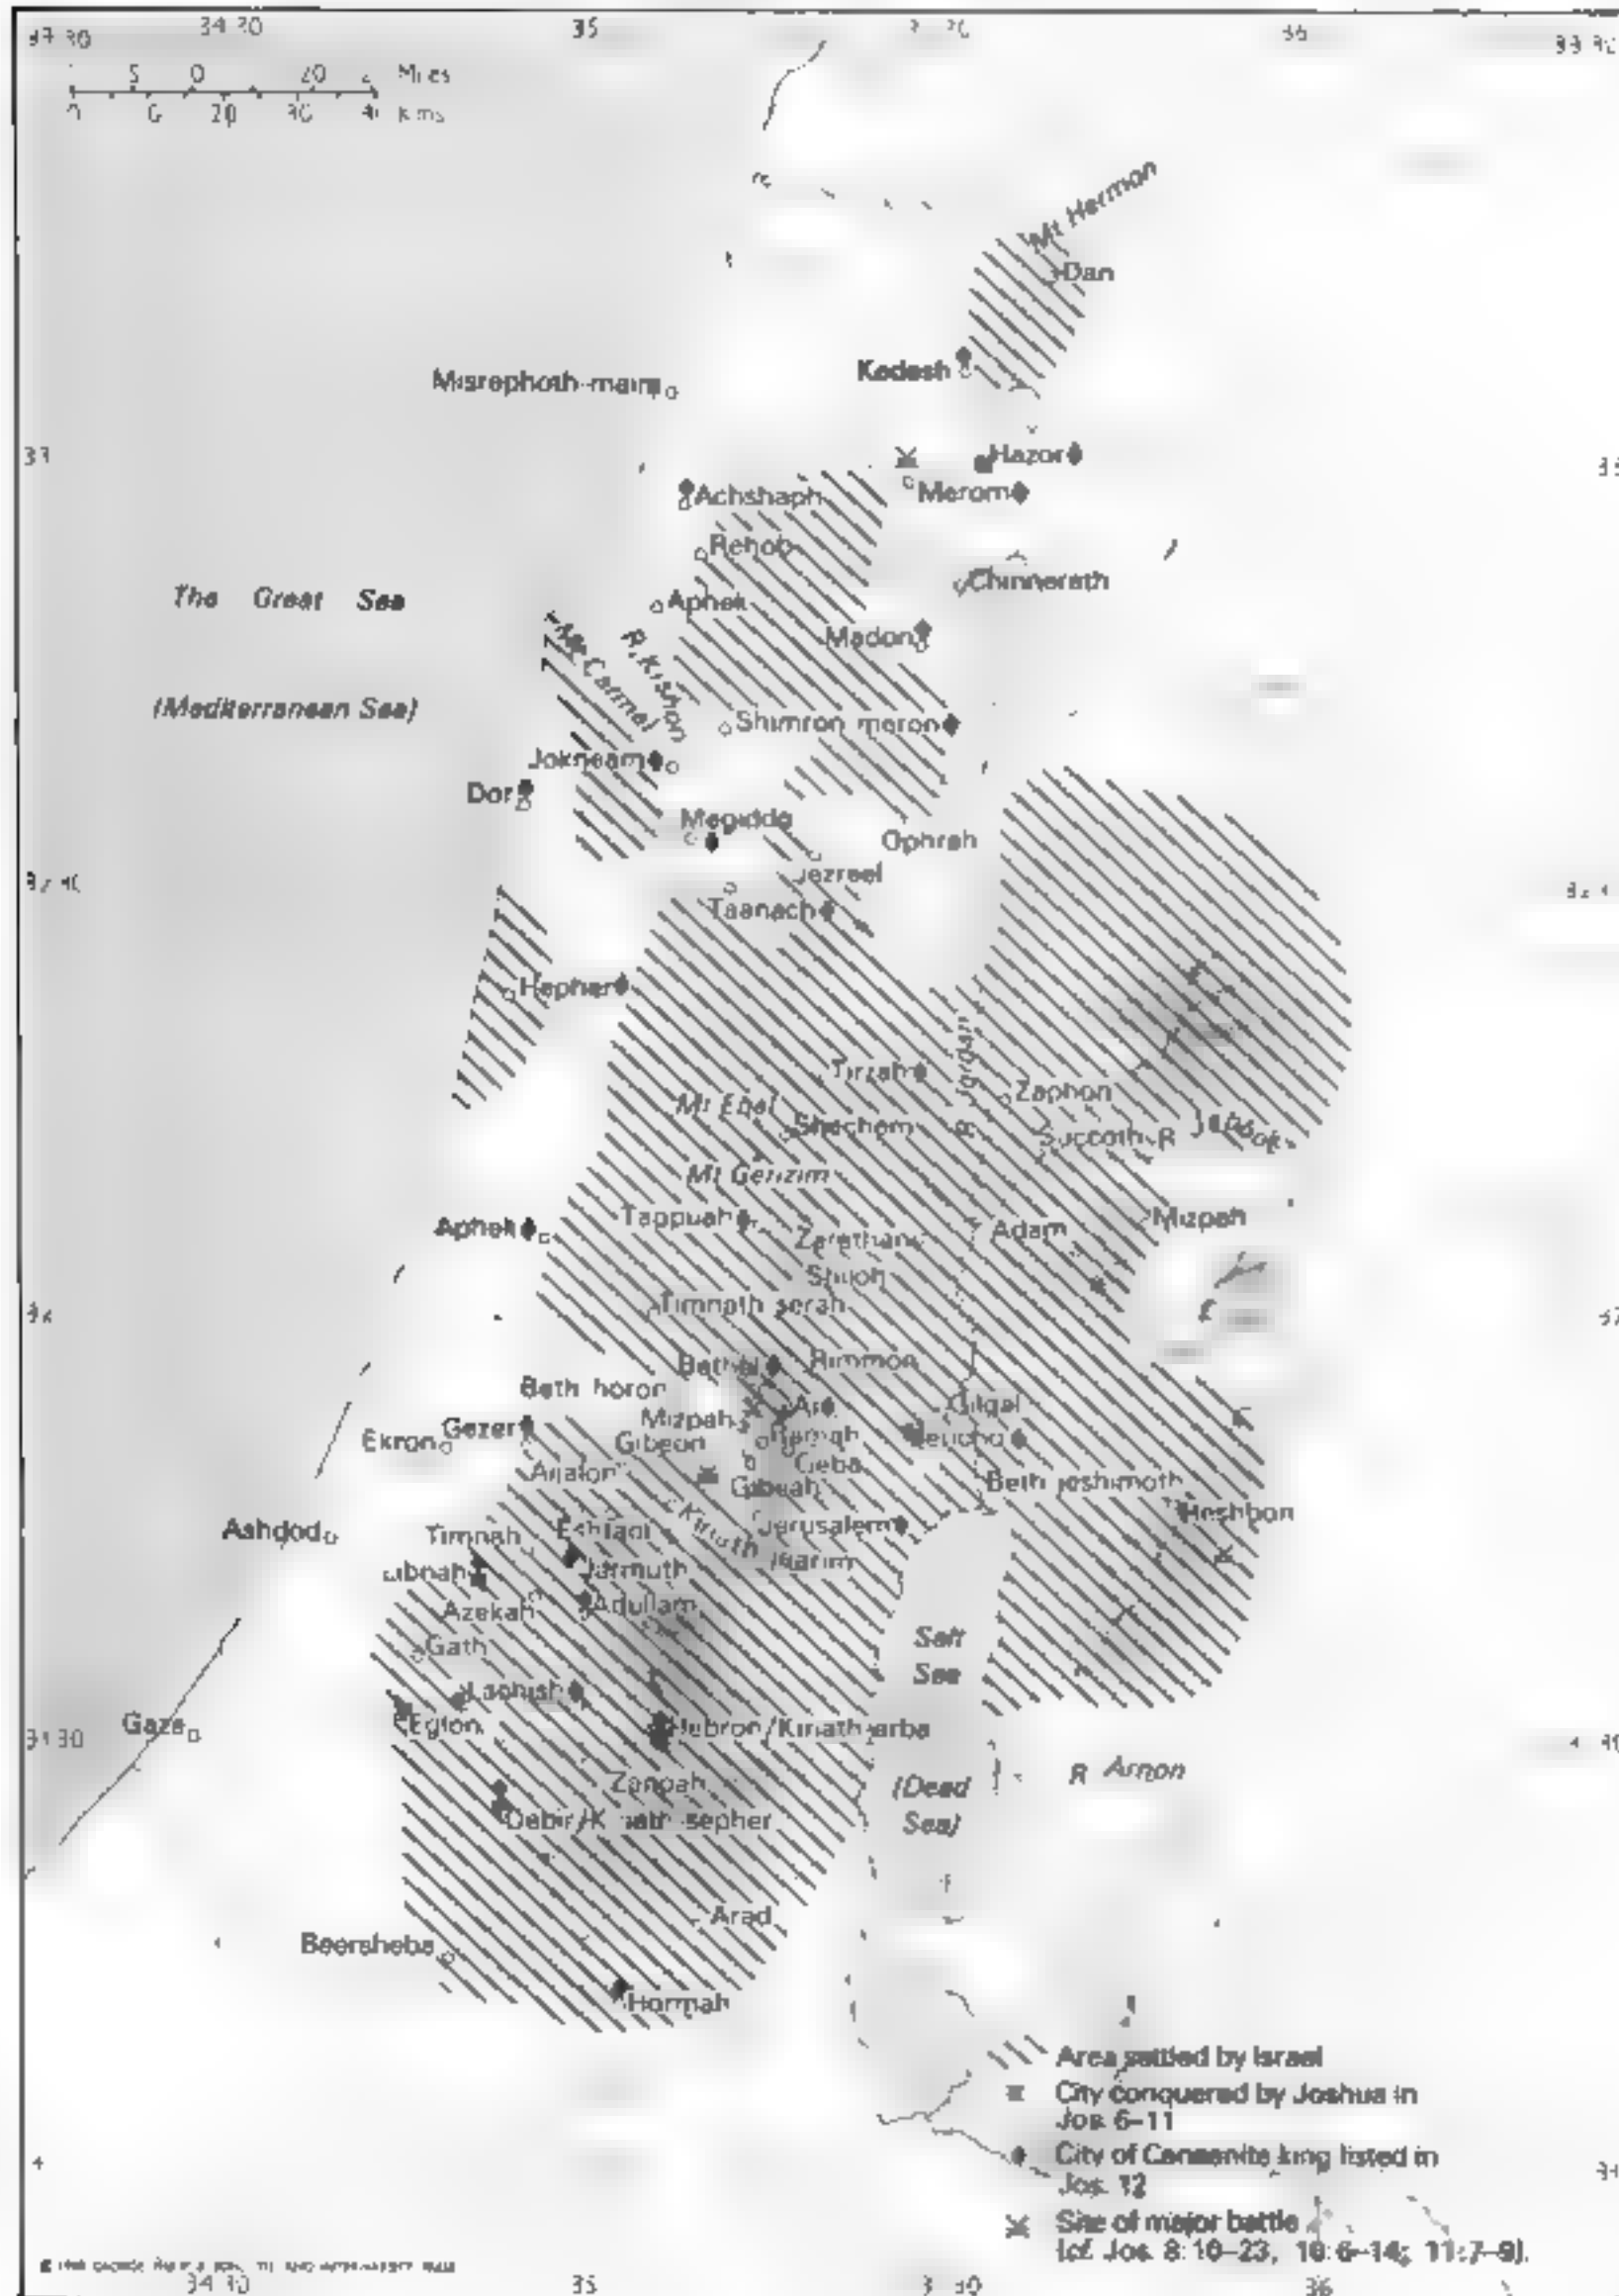 35
36
Mt Hermon
Dan
Kedesh
Misrephoth-maim
Hazor
Merom
Achshaph
Rehob
Chinnerath
The Great Sea
Aphek
Madon
Mt Carmel
R. Kishon
(Mediterranean Sea)
Shimron meron
Jokneam
Dor
Megiddo
Ophrah
Jezreel
Taanach
Hepher
Jordan
Tirzah
Zaphon
Mt Ebal
Shechem
Succoth
R Jabbok
Mt Gerizim
Tappuah
Mizpah
Aphek
Adam
Zarethan
Shiloh
Timnath serah
Bethel
Rimmon
Beth horon
Ai
Gilgal
Mizpah
Gezer
Ekron
Gibeon
Ramah
Jericho
Geba
Aijalon
Gibeah
Beth jeshimoth
Heshbon
Ashdod
Timnah
Eshtaol
Kiriath jearim
Jerusalem
Libnah
Jarmuth
Azekah
Adullam
Gath
Salt
Sea
Lachish
Gaza
Eglon
Hebron/Kiriath-arba
R Arnon
Zanoah
(Dead
Sea)
Debir/K iath-sepher
Arad
Beersheba
Hormah
Area settled by Israel
City conquered by Joshua in
Jos. 6–11
City of Canaanite king listed in
Jos. 12
Site of major battle
(cf. Jos. 8:10–23, 10:6–14; 11:7–9).
35
36